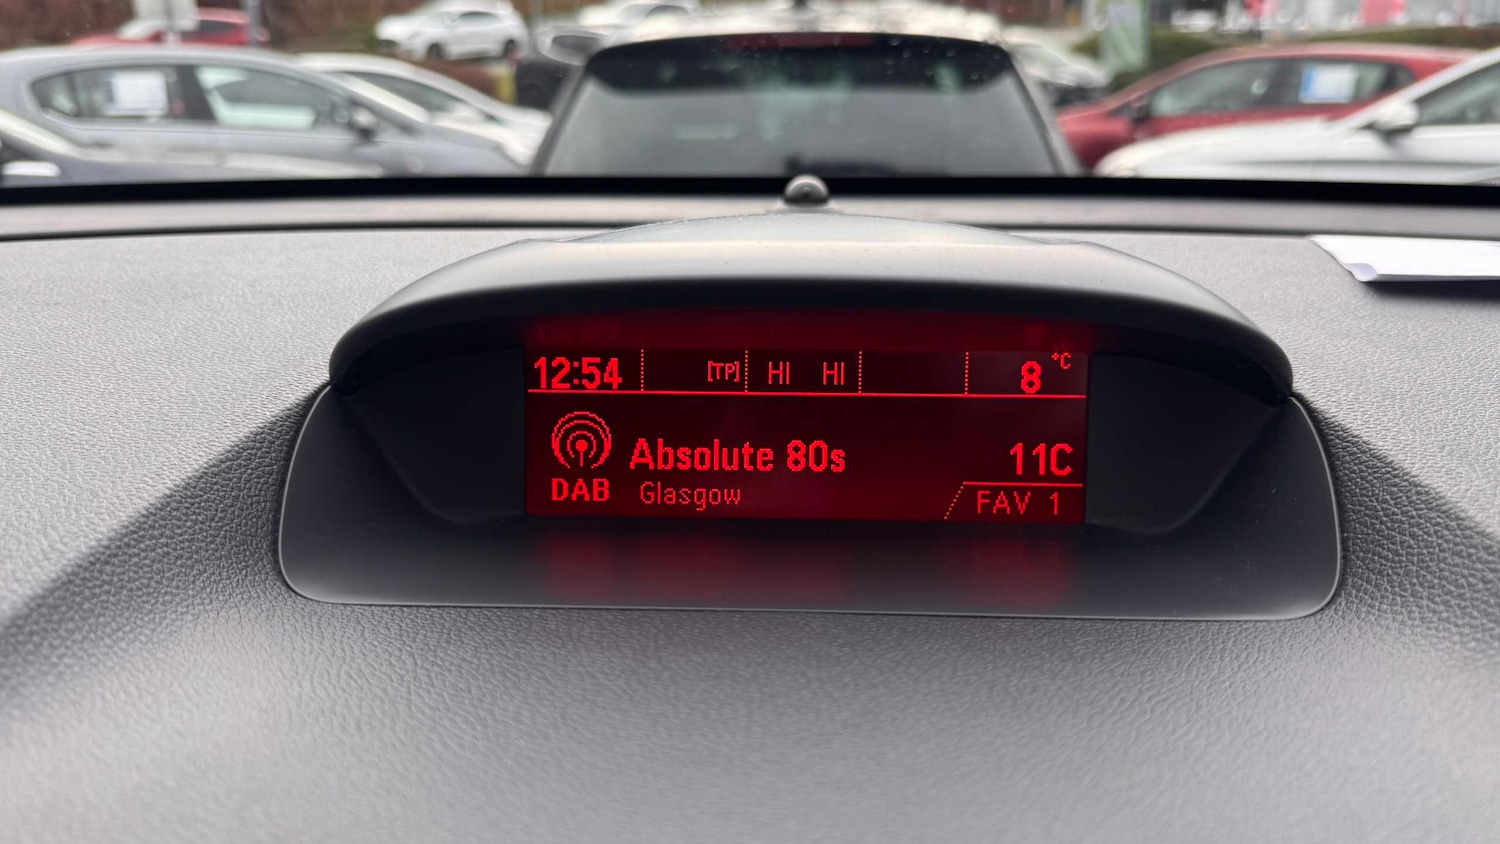 12:54 [TP] HI HI 8 °C
Absolute 80s 11C
DAB Glasgow FAV 1